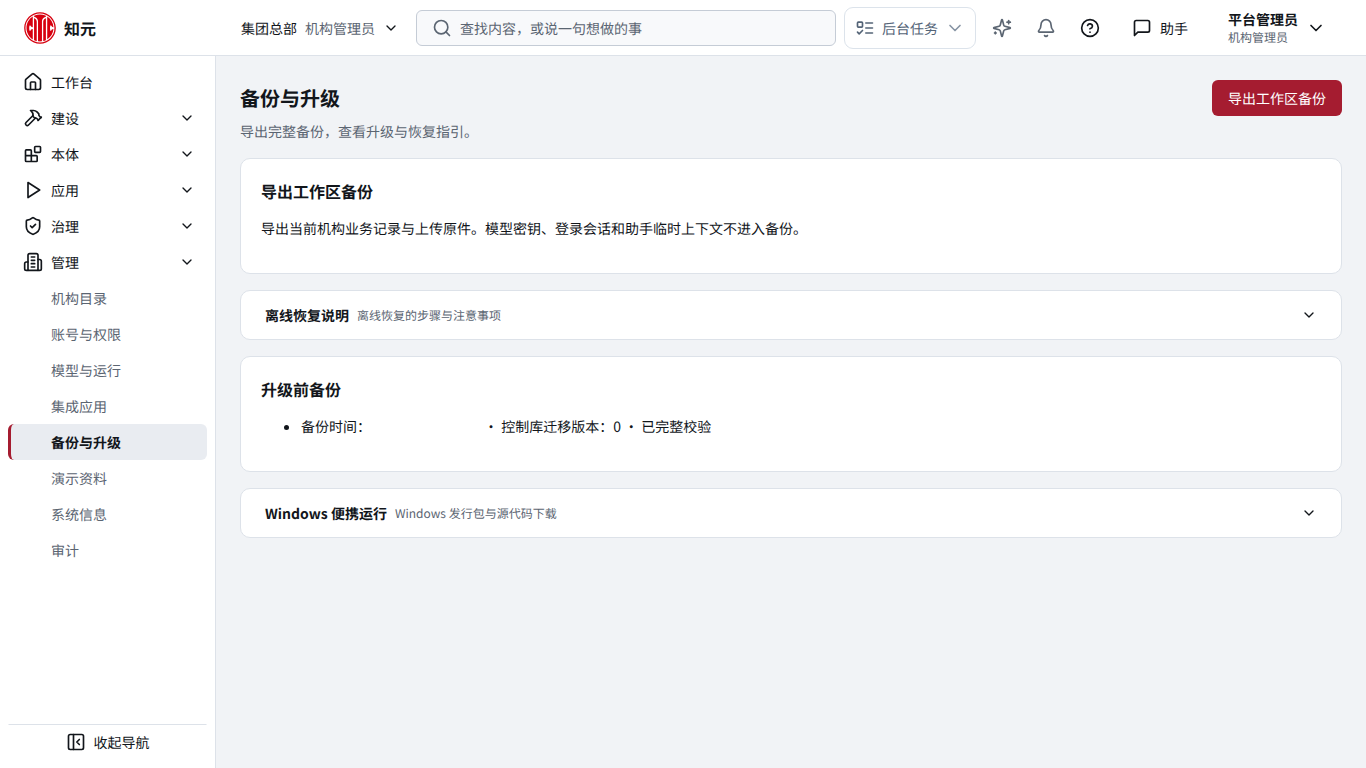 知元
集团总部 机构管理员
查找内容，或说一句想做的事
后台任务
助手
平台管理员
机构管理员
工作台
建设
本体
应用
治理
管理
机构目录
账号与权限
模型与运行
集成应用
备份与升级
演示资料
系统信息
审计
收起导航
备份与升级
导出工作区备份
导出完整备份，查看升级与恢复指引。
导出工作区备份
导出当前机构业务记录与上传原件。模型密钥、登录会话和助手临时上下文不进入备份。
离线恢复说明 离线恢复的步骤与注意事项
升级前备份
• 备份时间： · 控制库迁移版本：0 · 已完整校验
Windows 便携运行 Windows 发行包与源代码下载